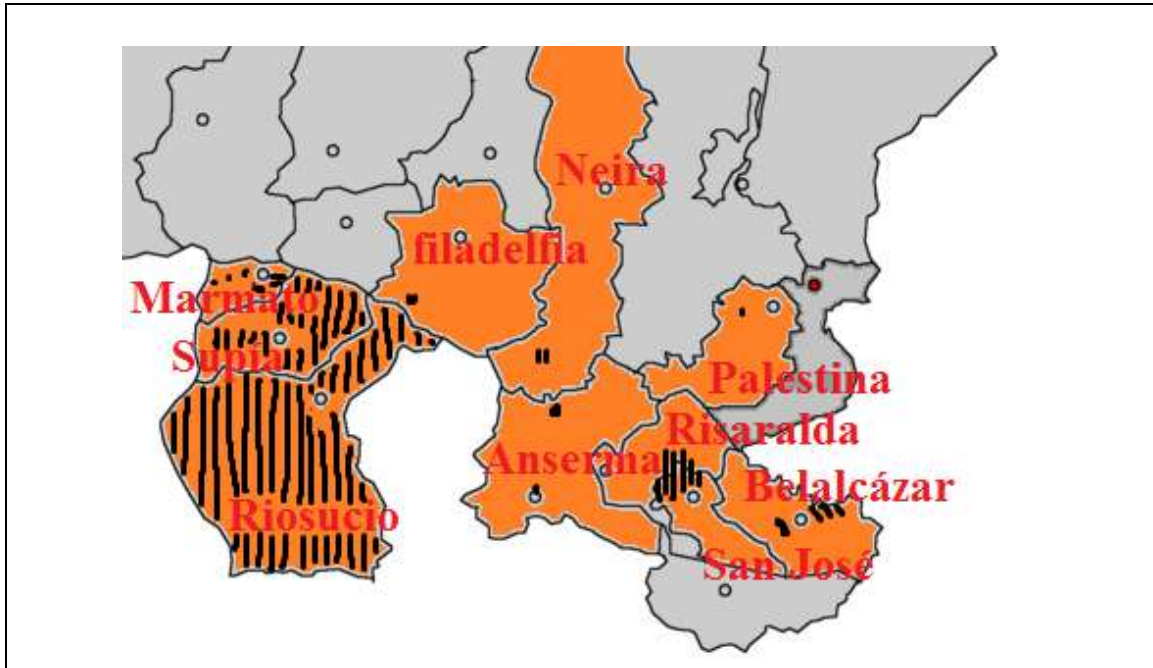 Neira
filadelfia
Marmato
Supía
Palestina
Risaralda
Anserma
Belalcázar
Riosucio
San José